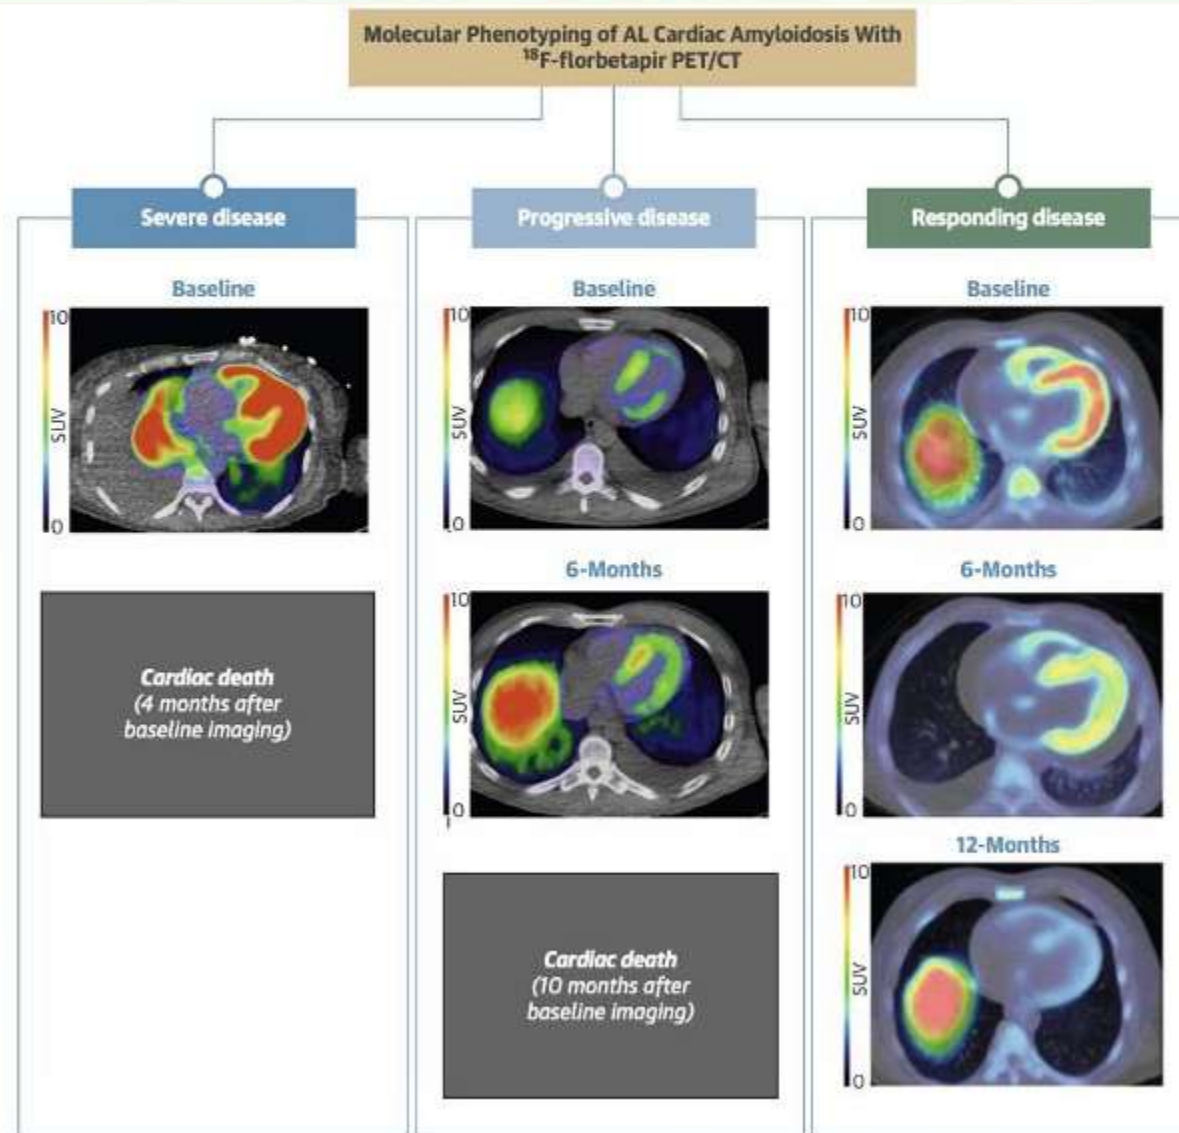 Molecular Phenotyping of AL Cardiac Amyloidosis With
18F-florbetapir PET/CT
Severe disease
Baseline
10
SUV
0
Cardiac death
(4 months after
baseline imaging)
Progressive disease
Baseline
10
SUV
0
6-Months
10
SUV
0
Cardiac death
(10 months after
baseline imaging)
Responding disease
Baseline
10
SUV
0
6-Months
10
SUV
0
12-Months
10
SUV
0